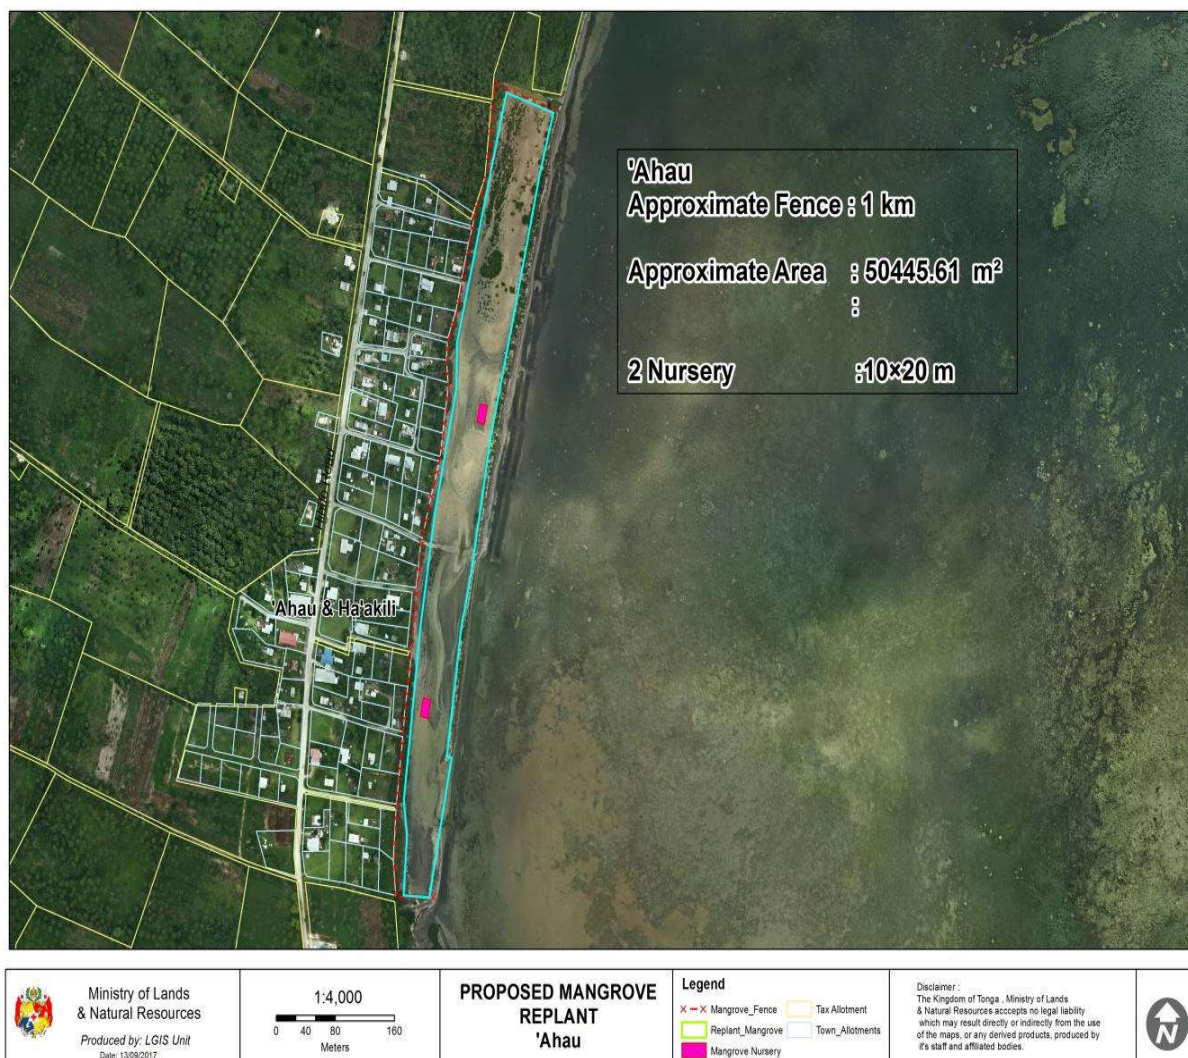 'Ahau
Approximate Fence : 1 km
Approximate Area : 50445.61 m²
:
2 Nursery :10×20 m
'Ahau & Ha'akili
Ministry of Lands
& Natural Resources
Produced by: LGIS Unit
Date: 13/09/2017
1:4,000
0 40 80 160
Meters
PROPOSED MANGROVE
REPLANT
'Ahau
Legend
Mangrove_Fence
Replant_Mangrove
Mangrove Nursery
Tax Allotment
Town_Allotments
Disclaimer :
The Kingdom of Tonga , Ministry of Lands
& Natural Resources acccepts no legal liability
which may result directly or indirectly from the use
of the maps, or any derived products, produced by
it's staff and affiliated bodies.
N